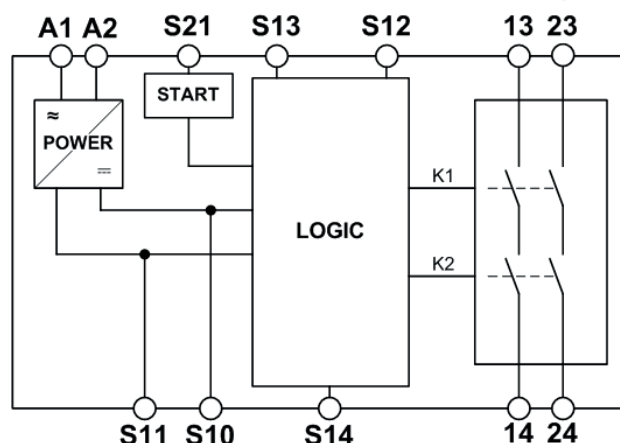 A1 A2 S21 S13 S12 13 23
START
≈
POWER
⎓
K1
LOGIC
K2
S11 S10 S14 14 24